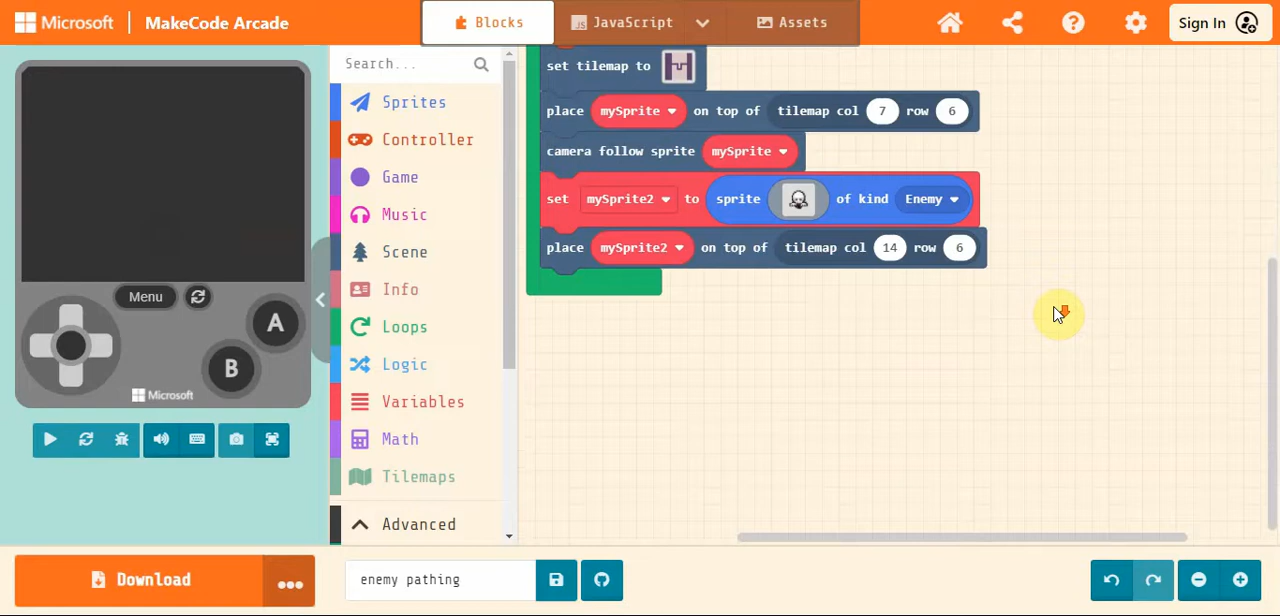 Microsoft | MakeCode Arcade Blocks JavaScript Assets Sign In
Search...
Sprites
Controller
Game
Music
Scene
Info
Loops
Logic
Variables
Math
Tilemaps
Advanced
set tilemap to
place mySprite on top of tilemap col 7 row 6
camera follow sprite mySprite
set mySprite2 to sprite of kind Enemy
place mySprite2 on top of tilemap col 14 row 6
Menu
A
B
Microsoft
Download
enemy pathing